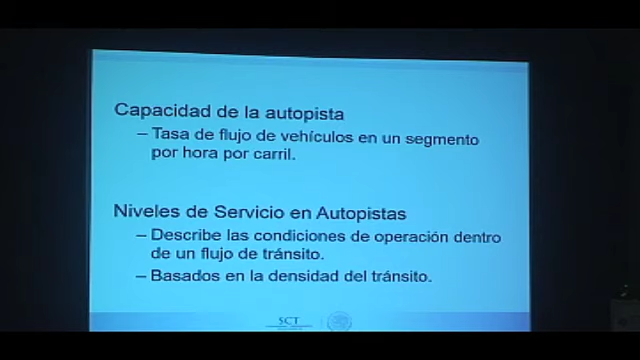 Capacidad de la autopista
– Tasa de flujo de vehículos en un segmento
por hora por carril.
Niveles de Servicio en Autopistas
– Describe las condiciones de operación dentro
de un flujo de tránsito.
– Basados en la densidad del tránsito.
SCT